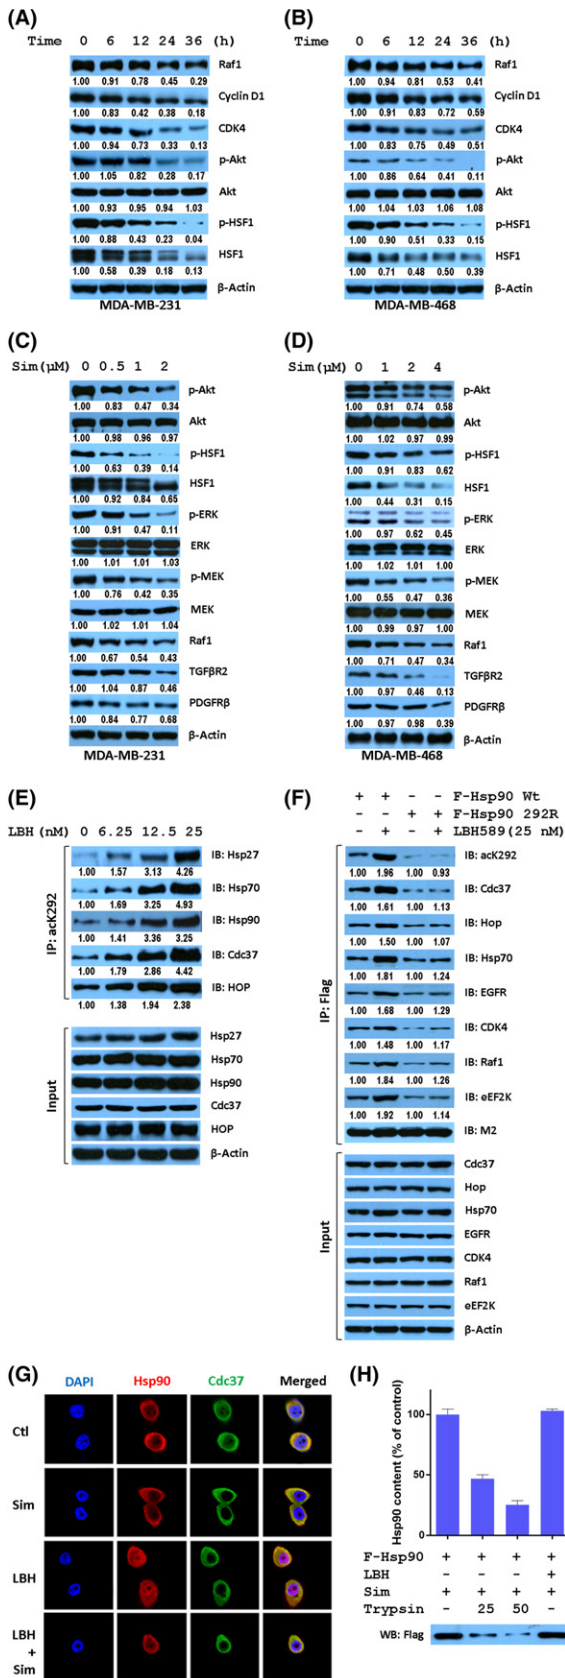 (A)
Time 0 6 12 24 36 (h)
Raf1
1.00 0.91 0.78 0.45 0.29
Cyclin D1
1.00 0.83 0.42 0.38 0.18
CDK4
1.00 0.94 0.73 0.33 0.13
p-Akt
1.00 1.05 0.82 0.28 0.17
Akt
1.00 0.93 0.95 0.94 1.03
p-HSF1
1.00 0.88 0.43 0.23 0.04
HSF1
1.00 0.58 0.39 0.18 0.13
β-Actin
MDA-MB-231
(B)
Time 0 6 12 24 36 (h)
Raf1
1.00 0.94 0.81 0.53 0.41
Cyclin D1
1.00 0.91 0.83 0.72 0.59
CDK4
1.00 0.83 0.75 0.49 0.51
p-Akt
1.00 0.86 0.64 0.41 0.11
Akt
1.00 1.04 1.03 1.06 1.08
p-HSF1
1.00 0.90 0.51 0.33 0.15
HSF1
1.00 0.71 0.48 0.50 0.39
β-Actin
MDA-MB-468
(C)
Sim(μM) 0 0.5 1 2
p-Akt
1.00 0.83 0.47 0.34
Akt
1.00 0.98 0.96 0.97
p-HSF1
1.00 0.63 0.39 0.14
HSF1
1.00 0.92 0.84 0.65
p-ERK
1.00 0.91 0.47 0.11
ERK
1.00 1.01 1.01 1.03
p-MEK
1.00 0.76 0.42 0.35
MEK
1.00 1.02 1.01 1.04
Raf1
1.00 0.67 0.54 0.43
TGFβR2
1.00 1.04 0.87 0.46
PDGFRβ
1.00 0.84 0.77 0.68
β-Actin
MDA-MB-231
(D)
Sim(μM) 0 1 2 4
p-Akt
1.00 0.91 0.74 0.58
Akt
1.00 1.02 0.97 0.99
p-HSF1
1.00 0.91 0.83 0.62
HSF1
1.00 0.44 0.31 0.15
p-ERK
1.00 0.97 0.62 0.45
ERK
1.00 1.02 1.01 1.00
p-MEK
1.00 0.55 0.47 0.36
MEK
1.00 0.99 0.97 1.00
Raf1
1.00 0.71 0.47 0.34
TGFβR2
1.00 0.97 0.46 0.13
PDGFRβ
1.00 0.97 0.98 0.39
β-Actin
MDA-MB-468
(E)
LBH (nM) 0 6.25 12.5 25
IP: acK292
IB: Hsp27
1.00 1.57 3.13 4.26
IB: Hsp70
1.00 1.69 3.25 4.93
IB: Hsp90
1.00 1.41 3.36 3.25
IB: Cdc37
1.00 1.79 2.86 4.42
IB: HOP
1.00 1.38 1.94 2.38
Input
Hsp27
Hsp70
Hsp90
Cdc37
HOP
β-Actin
(F)
+ + - - F-Hsp90 Wt
- - + + F-Hsp90 292R
- + - + LBH589(25 nM)
IP: Flag
IB: acK292
1.00 1.96 1.00 0.93
IB: Cdc37
1.00 1.61 1.00 1.13
IB: Hop
1.00 1.50 1.00 1.07
IB: Hsp70
1.00 1.81 1.00 1.24
IB: EGFR
1.00 1.68 1.00 1.29
IB: CDK4
1.00 1.48 1.00 1.17
IB: Raf1
1.00 1.84 1.00 1.26
IB: eEF2K
1.00 1.92 1.00 1.14
IB: M2
Input
Cdc37
Hop
Hsp70
EGFR
CDK4
Raf1
eEF2K
β-Actin
(G)
DAPI Hsp90 Cdc37 Merged
Ctl
Sim
LBH
LBH
+
Sim
(H)
Hsp90 content (% of control)
100
50
0
F-Hsp90 + + + +
LBH - - - +
Sim + + + +
Trypsin - 25 50 -
WB: Flag